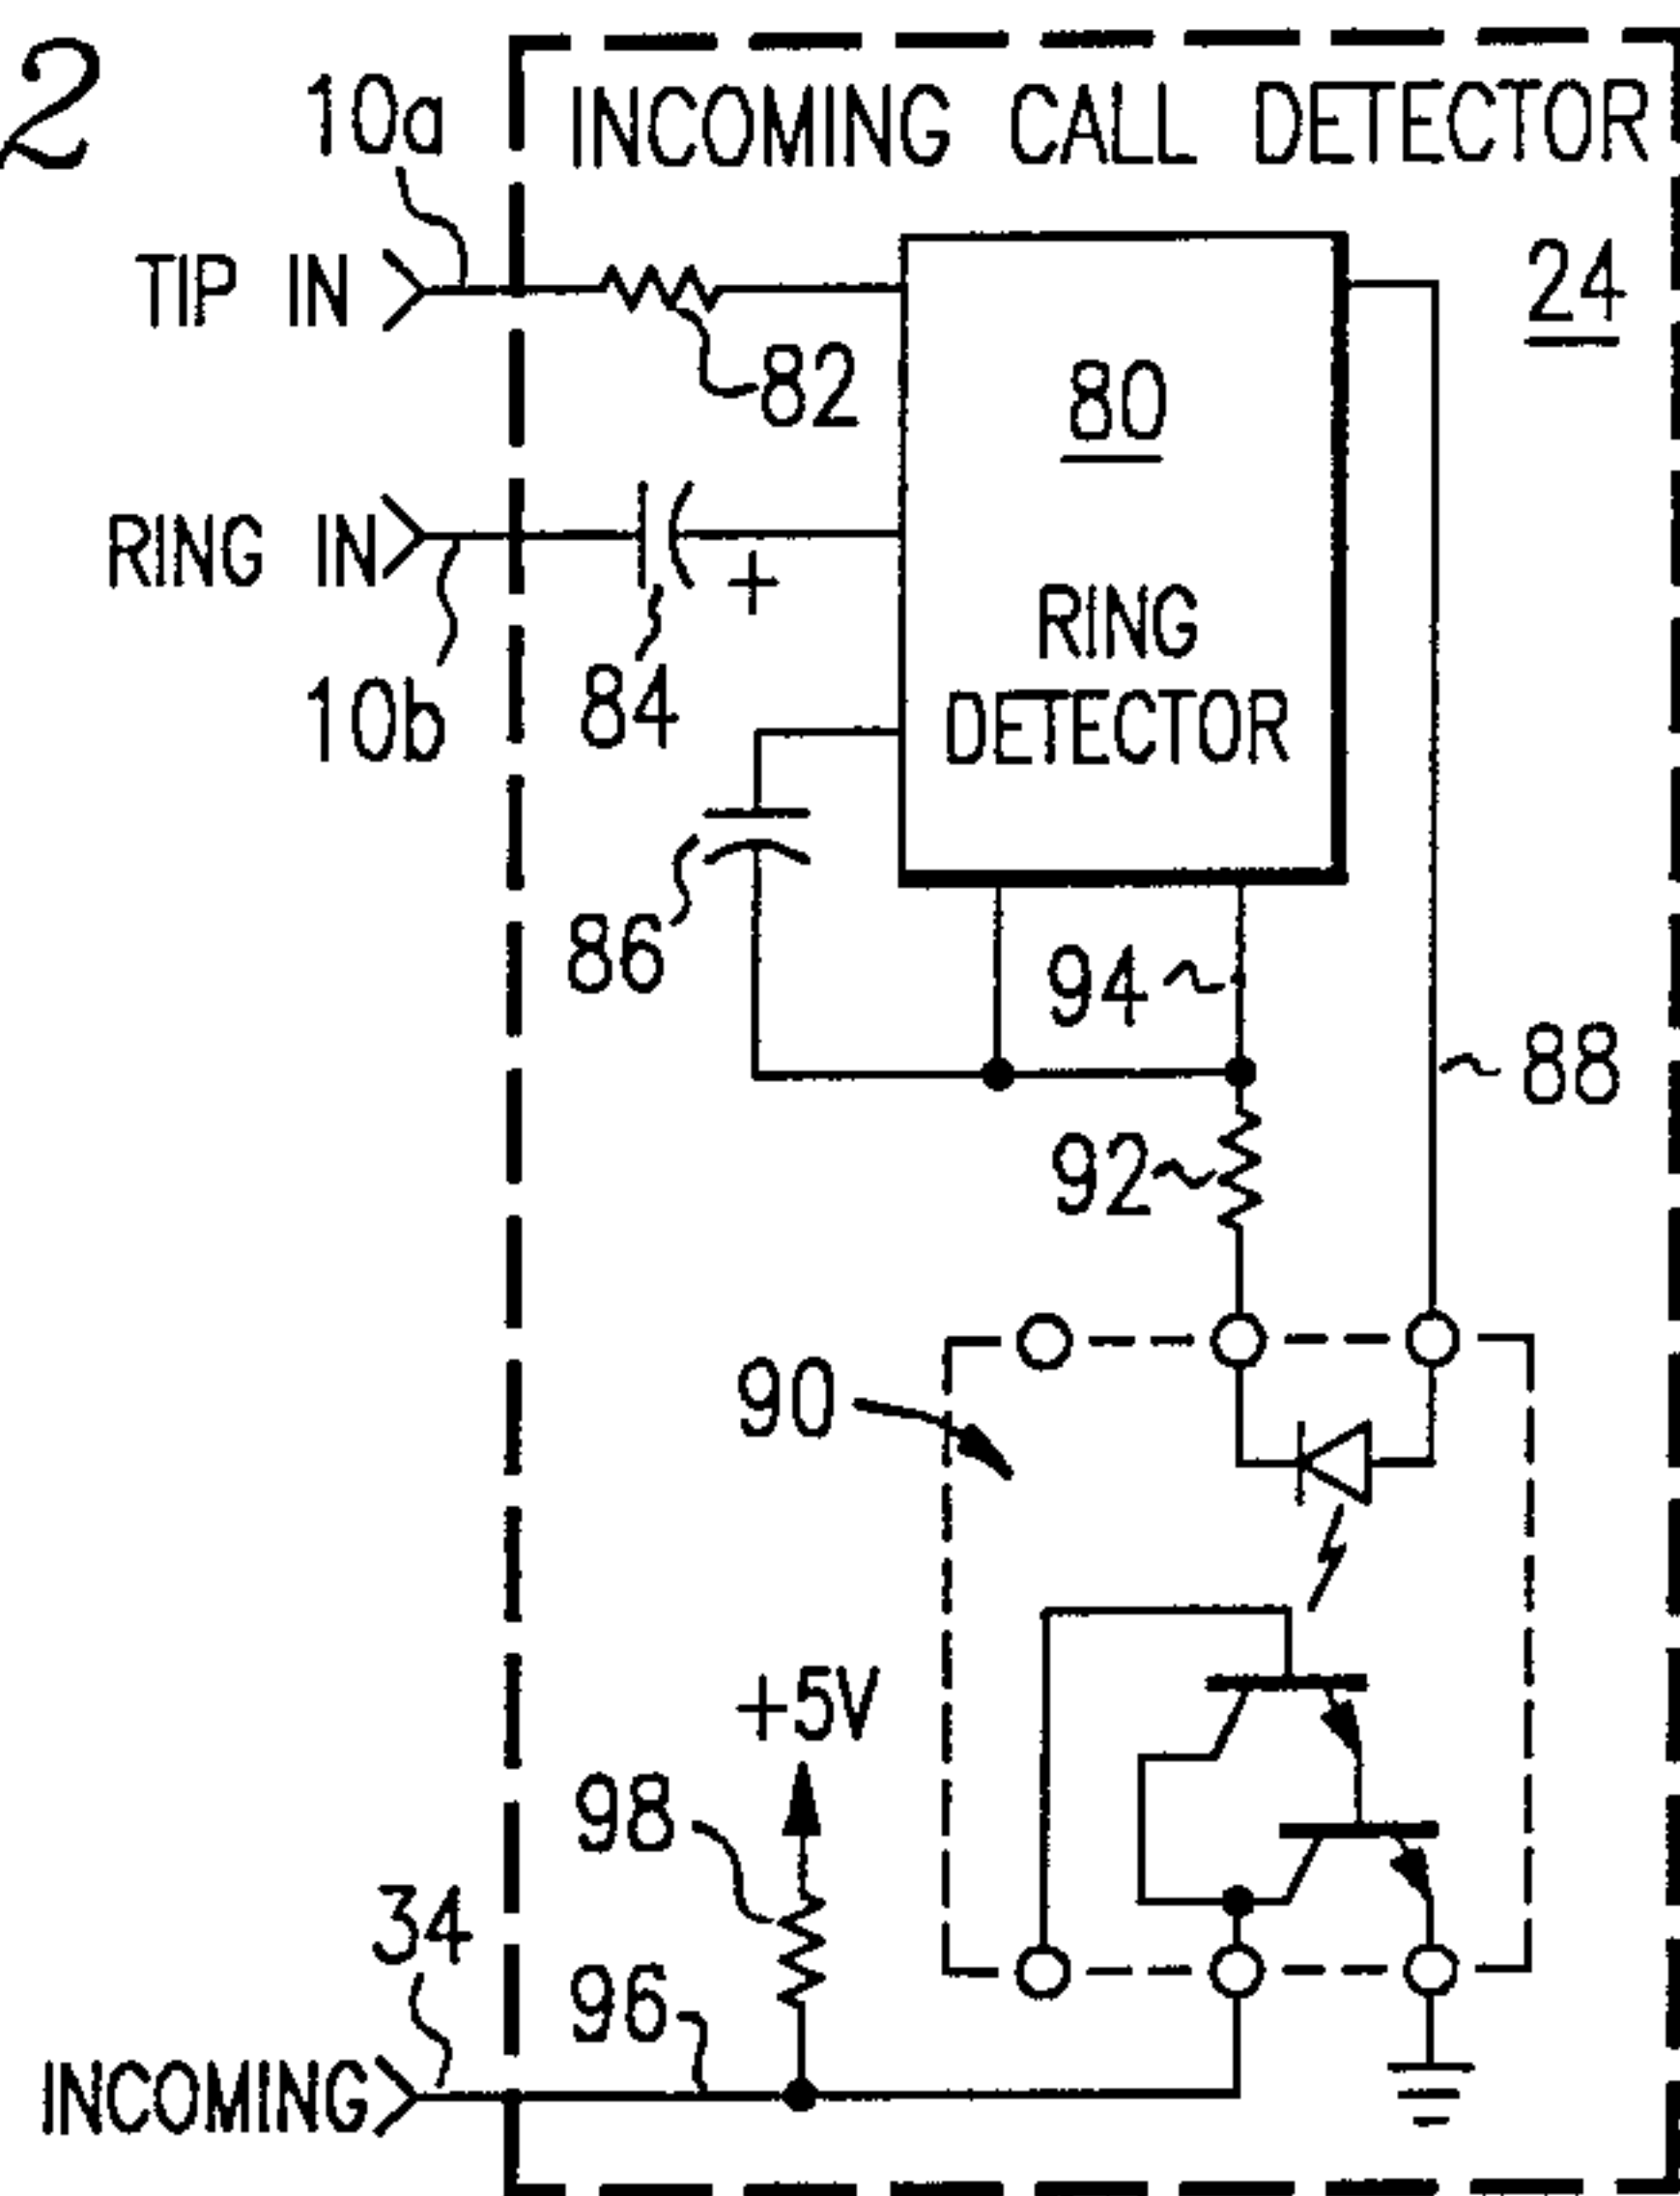 2
10a
INCOMING CALL DETECTOR
TIP IN
24
82
80
RING IN
+
RING
DETECTOR
10b
84
86
94
88
92
90
+5V
98
34
96
INCOMING